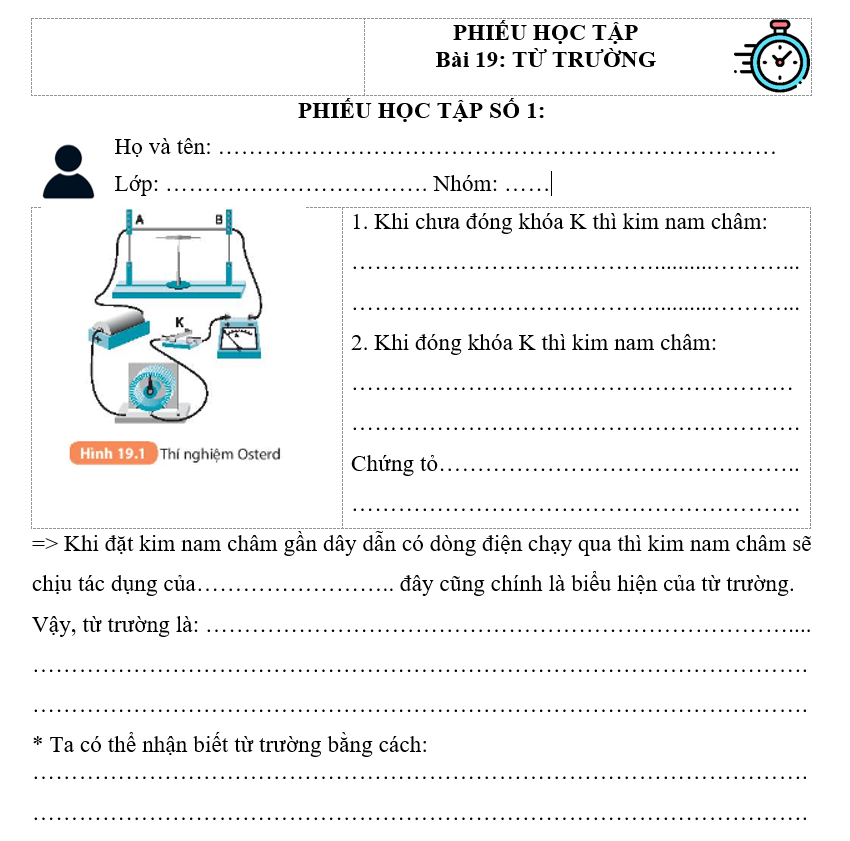 PHIẾU HỌC TẬP
Bài 19: TỪ TRƯỜNG
PHIẾU HỌC TẬP SỐ 1:
Họ và tên: ………………………………………………………………
Lớp: ……………………………. Nhóm: ……
A B
K
Hình 19.1 Thí nghiệm Osterd
1. Khi chưa đóng khóa K thì kim nam châm:
…………………………………..........………...
…………………………………..........………...
2. Khi đóng khóa K thì kim nam châm:
…………………………………………………
………………………………………………….
Chứng tỏ………………………………………..
………………………………………………….
=> Khi đặt kim nam châm gần dây dẫn có dòng điện chạy qua thì kim nam châm sẽ
chịu tác dụng của…………………….. đây cũng chính là biểu hiện của từ trường.
Vậy, từ trường là: …………………………………………………………………....
……………………………………………………………………………………….
……………………………………………………………………………………….
* Ta có thể nhận biết từ trường bằng cách:
……………………………………………………………………………………….
……………………………………………………………………………………….